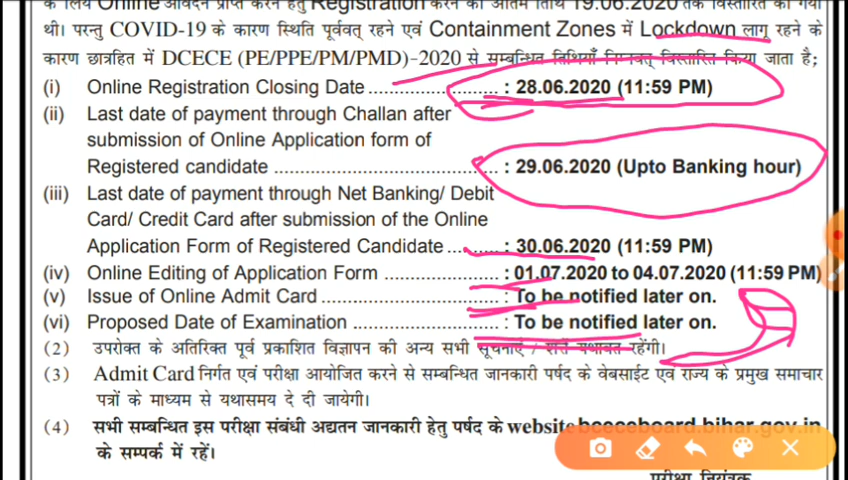 के लिये Online आवेदन प्राप्त करने हेतु Registration करने की अंतिम तिथि 19.06.2020 तक विस्तारित की गयी
थी। परन्तु COVID-19 के कारण स्थिति पूर्ववत् रहने एवं Containment Zones में Lockdown लागू रहने के
कारण छात्रहित में DCECE (PE/PPE/PM/PMD)-2020 से सम्बन्धित तिथियाँ निम्नवत् विस्तारित किया जाता है;
(i) Online Registration Closing Date .......................... : 28.06.2020 (11:59 PM)
(ii) Last date of payment through Challan after
submission of Online Application form of
Registered candidate ............................................. : 29.06.2020 (Upto Banking hour)
(iii) Last date of payment through Net Banking/ Debit
Card/ Credit Card after submission of the Online
Application Form of Registered Candidate .......... : 30.06.2020 (11:59 PM)
(iv) Online Editing of Application Form ....................... : 01.07.2020 to 04.07.2020 (11:59 PM)
(v) Issue of Online Admit Card ................................... : To be notified later on.
(vi) Proposed Date of Examination ............................. : To be notified later on.
(2) उपरोक्त के अतिरिक्त पूर्व प्रकाशित विज्ञापन की अन्य सभी सूचनाएँ / शर्तें यथावत रहेंगी।
(3) Admit Card निर्गत एवं परीक्षा आयोजित करने से सम्बन्धित जानकारी पर्षद के वेबसाईट एवं राज्य के प्रमुख समाचार
पत्रों के माध्यम से यथासमय दे दी जायेगी।
(4) सभी सम्बन्धित इस परीक्षा संबंधी अद्यतन जानकारी हेतु पर्षद के website bceceboard.bihar.gov.in
के सम्पर्क में रहें।
परीक्षा नियंत्रक